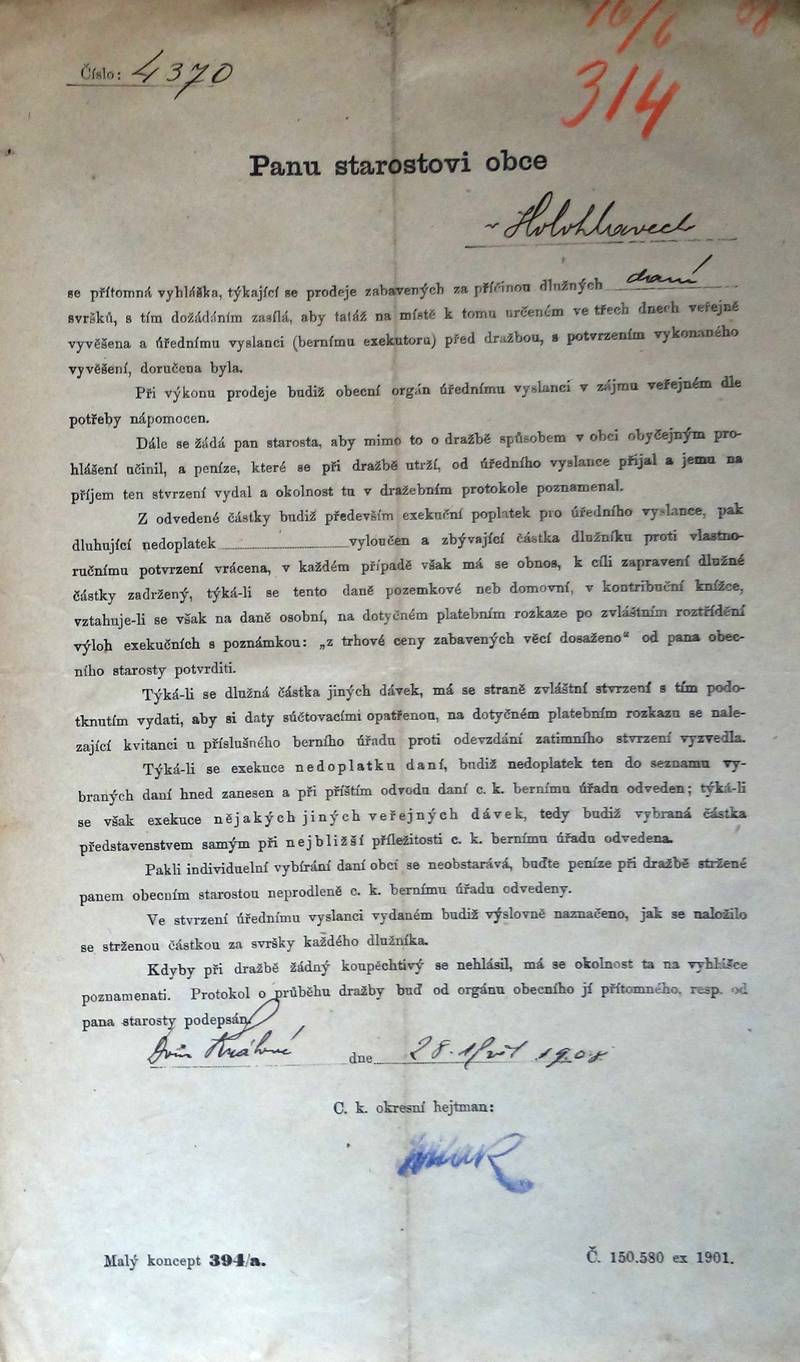 16/6 08
Číslo: 4370
314
Panu starostovi obce
v Holohlavech
se přítomná vyhláška, týkající se prodeje zabavených za příčinou dlužných daní
svršků, s tím dožádáním zasílá, aby tatáž na místě k tomu určeném ve třech dnech veřejně
vyvěšena a úřednímu vyslanci (bernímu exekutoru) před dražbou, s potvrzením vykonaného
vyvěšení, doručena byla.
Při výkonu prodeje budiž obecní orgán úřednímu vyslanci v zájmu veřejném dle
potřeby nápomocen.
Dále se žádá pan starosta, aby mimo to o dražbě spůsobem v obci obyčejným pro-
hlášení učinil, a peníze, které se při dražbě utrží, od úředního vyslance přijal a jemu na
příjem ten stvrzení vydal a okolnost tu v dražebním protokole poznamenal.
Z odvedené částky budiž především exekuční poplatek pro úředního vyslance, pak
dluhující nedoplatek vyloučen a zbývající částka dlužníku proti vlastno-
ručnímu potvrzení vrácena, v každém případě však má se obnos, k cíli zapravení dlužné
částky zadržený, týká-li se tento daně pozemkové neb domovní, v kontribuční knížce,
vztahuje-li se však na daně osobní, na dotyčném platebním rozkaze po zvláštním roztřídění
výloh exekučních s poznámkou: „z trhové ceny zabavených věcí dosaženo“ od pana obec-
ního starosty potvrditi.
Týká-li se dlužná částka jiných dávek, má se straně zvláštní stvrzení s tím podo-
tknutím vydati, aby si daty súčtovacími opatřenou, na dotyčném platebním rozkazu se nale-
zající kvitanci u příslušného berního úřadu proti odevzdání zatimního stvrzení vyzvedla.
Týká-li se exekuce nedoplatku daní, budiž nedoplatek ten do seznamu vy-
braných daní hned zanesen a při příštím odvodu daní c. k. bernímu úřadu odveden; týká-li
se však exekuce nějakých jiných veřejných dávek, tedy budiž vybraná částka
představenstvem samým při nejbližší příležitosti c. k. bernímu úřadu odvedena.
Pakli individuelní vybírání daní obcí se neobstarává, buďte peníze při dražbě stržené
panem obecním starostou neprodleně c. k. bernímu úřadu odvedeny.
Ve stvrzení úřednímu vyslanci vydaném budiž výslovně naznačeno, jak se naložilo
se strženou částkou za svršky každého dlužníka.
Kdyby při dražbě žádný koupěchtivý se nehlásil, má se okolnost ta na vyhlášce
poznamenati. Protokol o průběhu dražby buď od orgánu obecního jí přítomného, resp. od
pana starosty podepsán.
Dvůr Králové dne 28. 1908
C. k. okresní hejtman:
Malý koncept 394/a.
Č. 150.580 ex 1901.